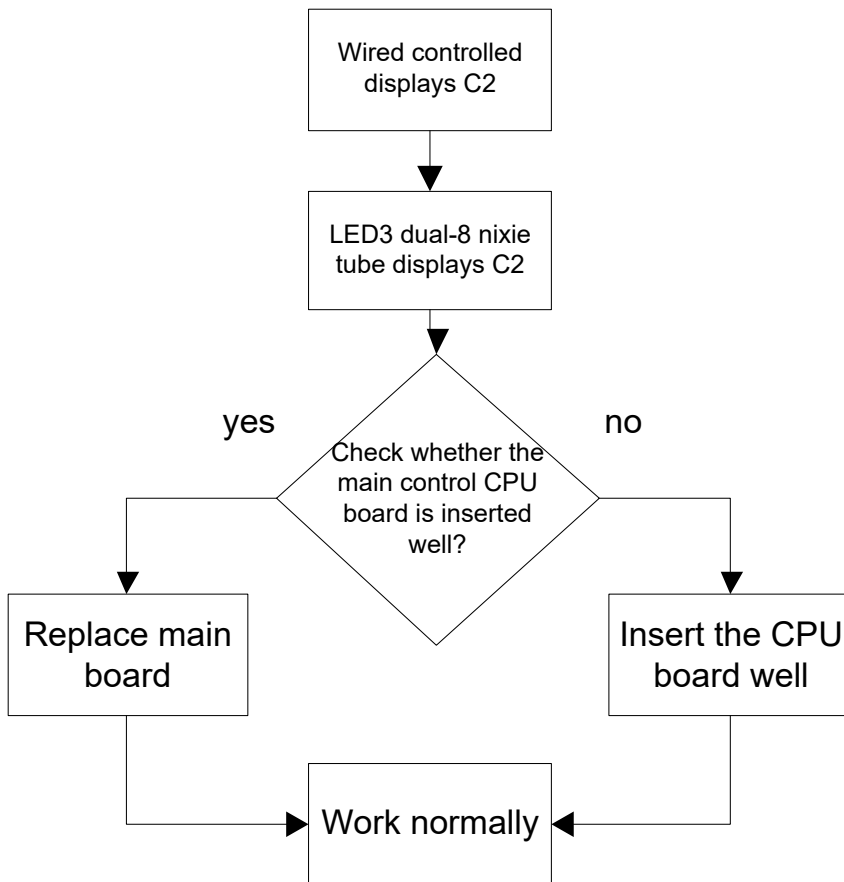 Wired controlled
displays C2
LED3 dual-8 nixie
tube displays C2
yes
no
Check whether the
main control CPU
board is inserted
well?
Replace main
board
Insert the CPU
board well
Work normally